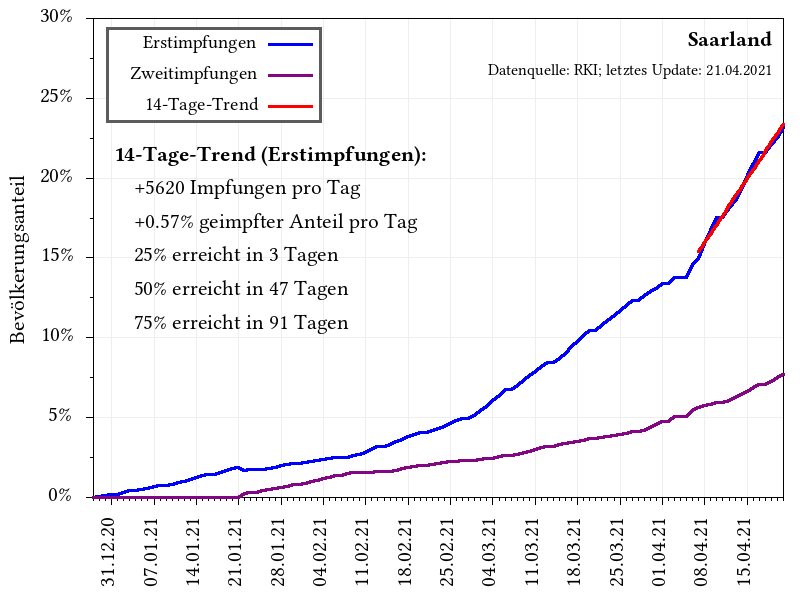 Saarland
Datenquelle: RKI; letztes Update: 21.04.2021
Erstimpfungen
Zweitimpfungen
14-Tage-Trend
14-Tage-Trend (Erstimpfungen):
+5620 Impfungen pro Tag
+0.57% geimpfter Anteil pro Tag
25% erreicht in 3 Tagen
50% erreicht in 47 Tagen
75% erreicht in 91 Tagen
Bevölkerungsanteil
30%
25%
20%
15%
10%
5%
0%
31.12.20
07.01.21
14.01.21
21.01.21
28.01.21
04.02.21
11.02.21
18.02.21
25.02.21
04.03.21
11.03.21
18.03.21
25.03.21
01.04.21
08.04.21
15.04.21